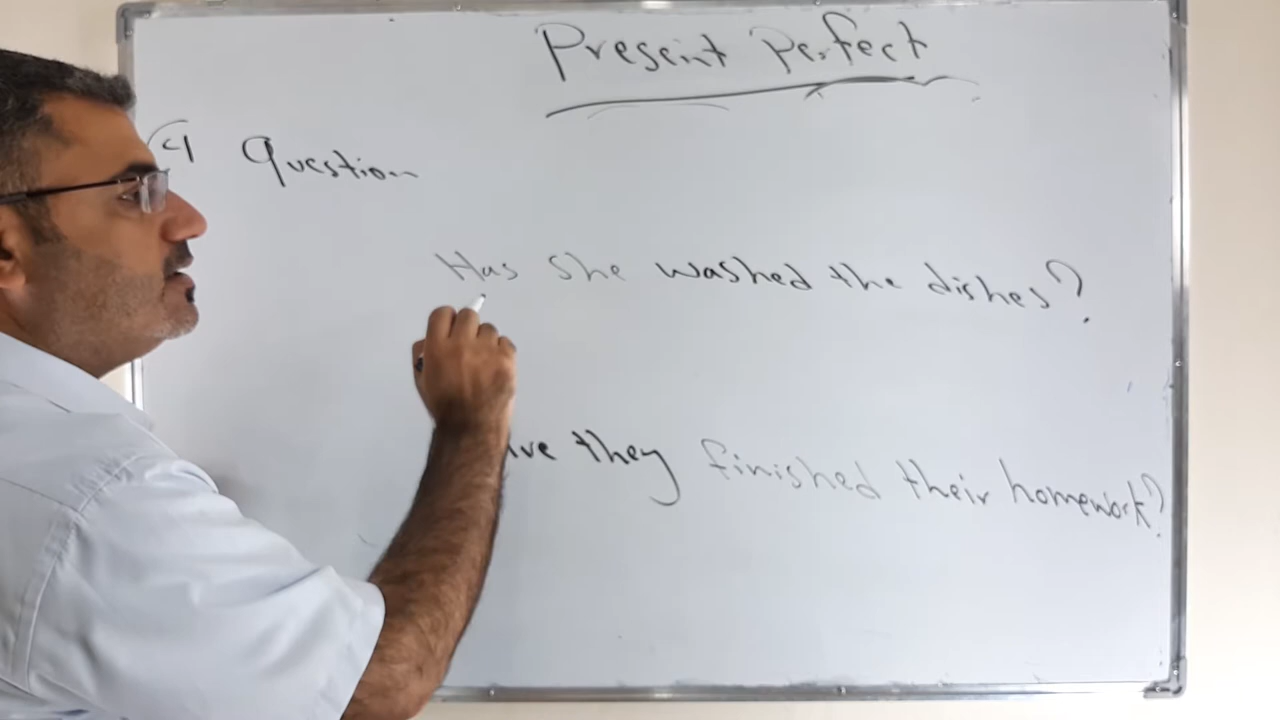 Present Perfect
Question
Has she washed the dishes?
ve they finished their homework?